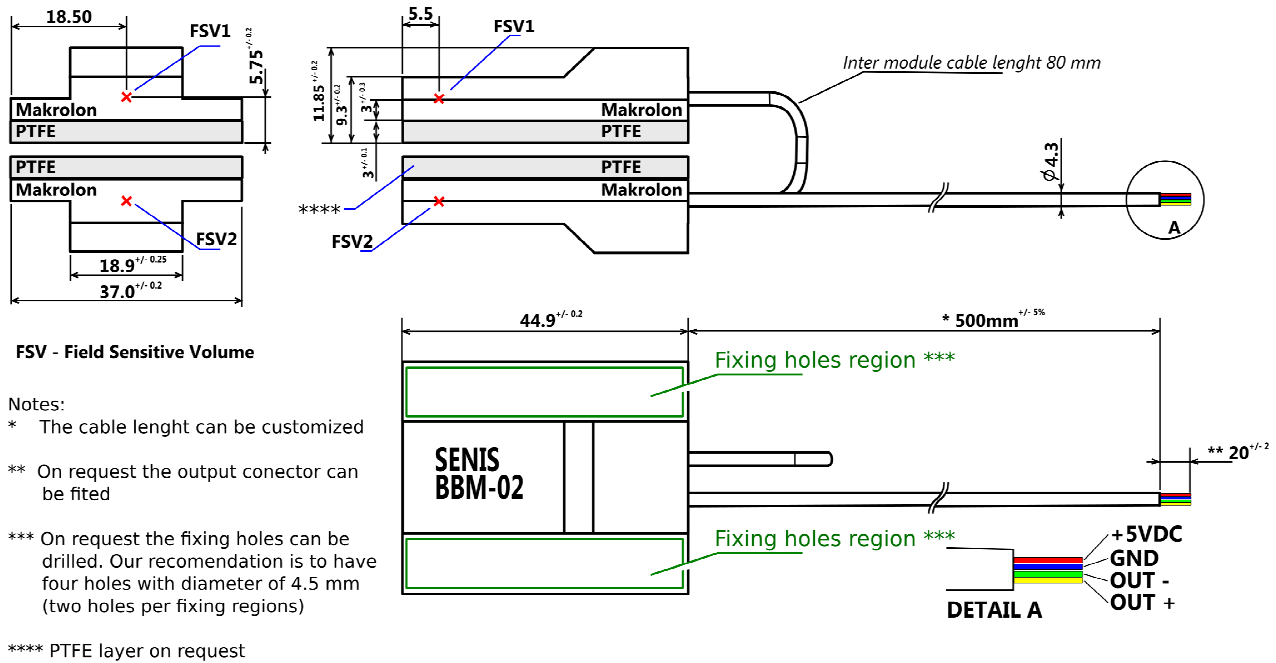 18.50
FSV1
5.75+/- 0.2
Makrolon
PTFE
PTFE
Makrolon
FSV2
18.9+/- 0.25
37.0+/- 0.2
5.5
FSV1
11.85+/- 0.2
9.3+/- 0.2
3+/- 0.3
3+/- 0.1
Makrolon
PTFE
PTFE
Makrolon
****
FSV2
Inter module cable lenght 80 mm
Ø4.3
A
FSV - Field Sensitive Volume
Notes:
* The cable lenght can be customized
** On request the output conector can
be fited
*** On request the fixing holes can be
drilled. Our recomendation is to have
four holes with diameter of 4.5 mm
(two holes per fixing regions)
**** PTFE layer on request
44.9+/- 0.2
* 500mm+/- 5%
Fixing holes region ***
SENIS
BBM-02
** 20+/- 2
Fixing holes region ***
+5VDC
GND
OUT -
OUT +
DETAIL A